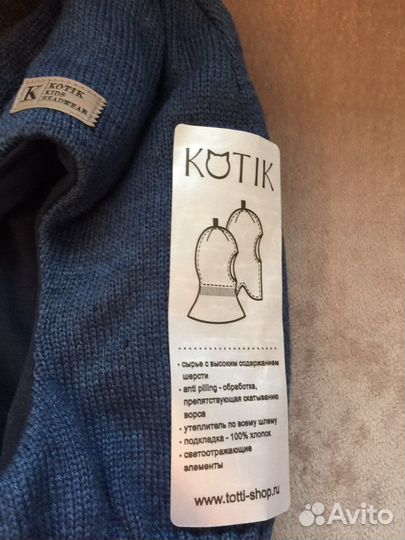 K KOTIK
KIDS
HEADWEAR
KOTIK
• сырье с высоким содержанием
шерсти
• anti pilling - обработка,
препятствующая скатыванию
ворса
• утеплитель по всему шлему
• подкладка - 100% хлопок
• светоотражающие
элементы
www.totti-shop.ru
Avito